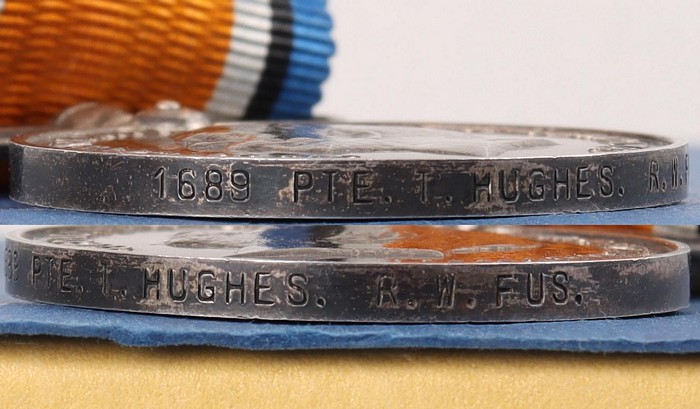 1689 PTE. T. HUGHES. R.W.
PTE. T. HUGHES. R. W. FUS.